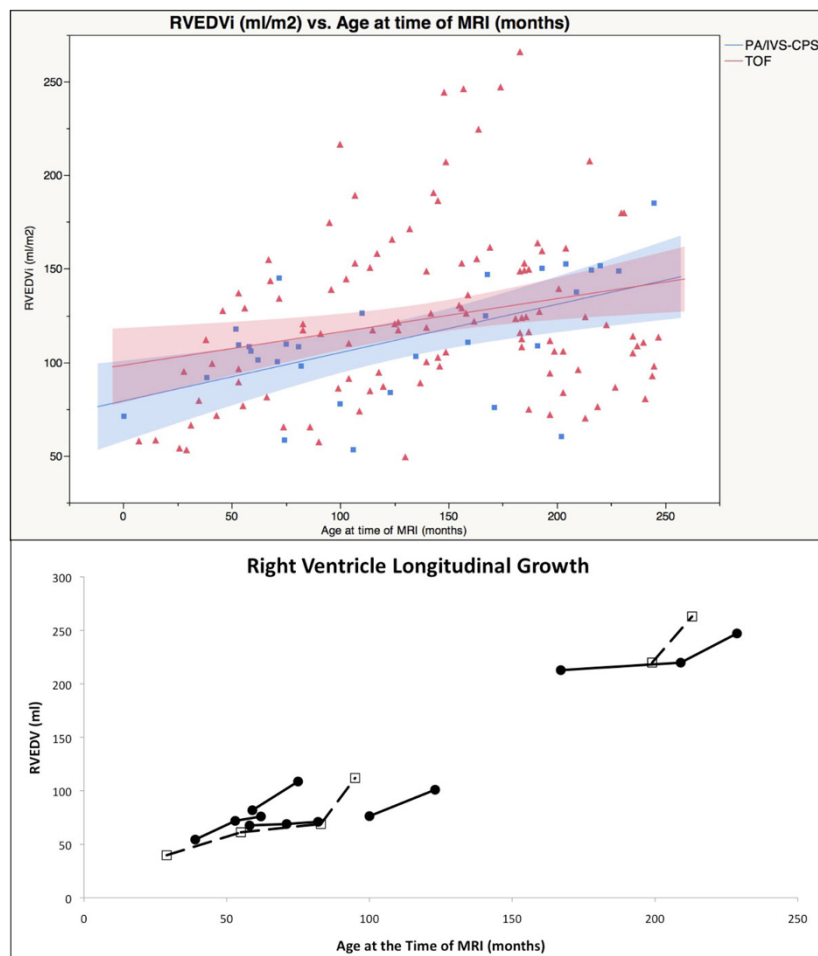 RVEDVi (ml/m2) vs. Age at time of MRI (months)
PA/IVS-CPS
TOF
250
200
150
100
50
RVEDVi (ml/m2)
0 50 100 150 200 250
Age at time of MRI (months)
Right Ventricle Longitudinal Growth
300
250
200
150
100
50
0
RVEDV (ml)
0 50 100 150 200 250
Age at the Time of MRI (months)